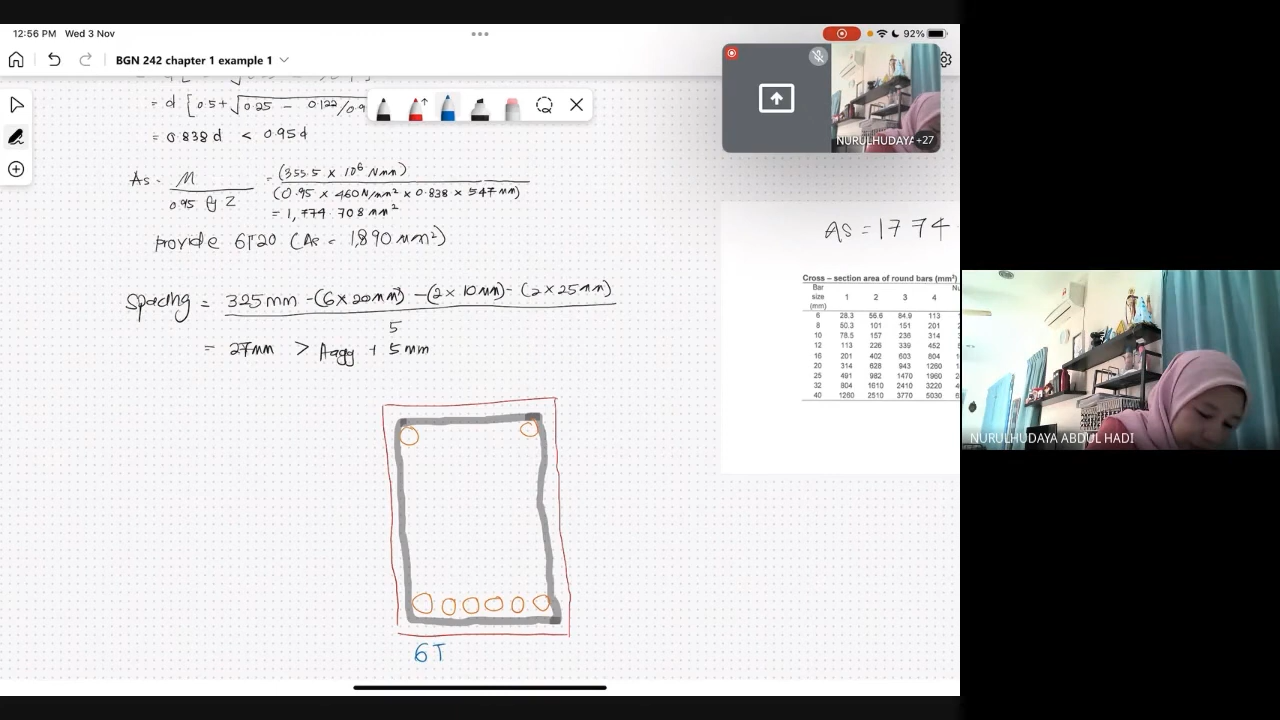 12:56 PM Wed 3 Nov
92%
BGN 242 chapter 1 example 1
= d [ 0.5 + √0.25 - 0.122/0.9
= 0.838 d < 0.95 d
As = M / 0.95 fy Z = (355.5 × 10⁶ Nmm) / (0.95 × 460 N/mm² × 0.838 × 547 mm)
= 1,774.708 mm²
Provide 6T20 (As = 1,890 mm²)
Spacing = 325 mm - (6 × 20 mm) - (2 × 10 mm) - (2 × 25 mm) / 5
= 27 mm > Aagg + 5 mm
6T
NURULHUDAYA +27
As = 1774
Cross – section area of round bars (mm²)
Bar size (mm) 1 2 3 4
6 28.3 56.6 84.9 113
8 50.3 101 151 201
10 78.5 157 236 314
12 113 226 339 452
16 201 402 603 804
20 314 628 943 1260
25 491 982 1470 1960
32 804 1610 2410 3220
40 1260 2510 3770 5030
NURULHUDAYA ABDUL HADI